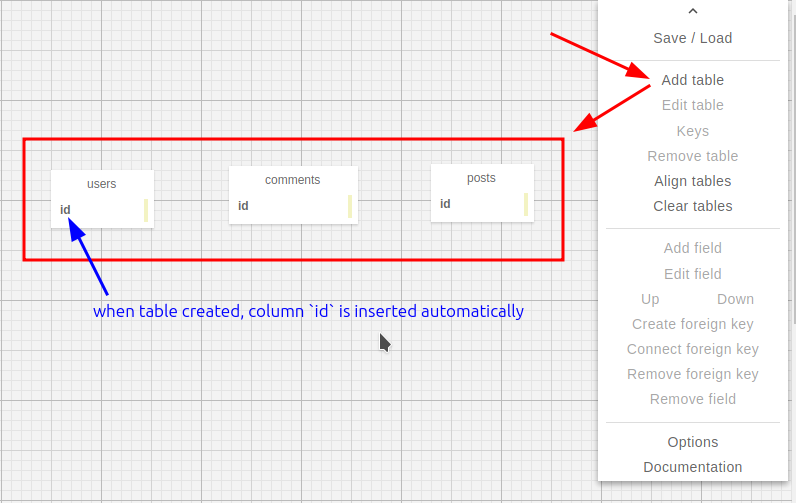 Save / Load
Add table
Edit table
Keys
Remove table
Align tables
Clear tables
Add field
Edit field
Up Down
Create foreign key
Connect foreign key
Remove foreign key
Remove field
Options
Documentation
users
id
comments
id
posts
id
when table created, column `id` is inserted automatically